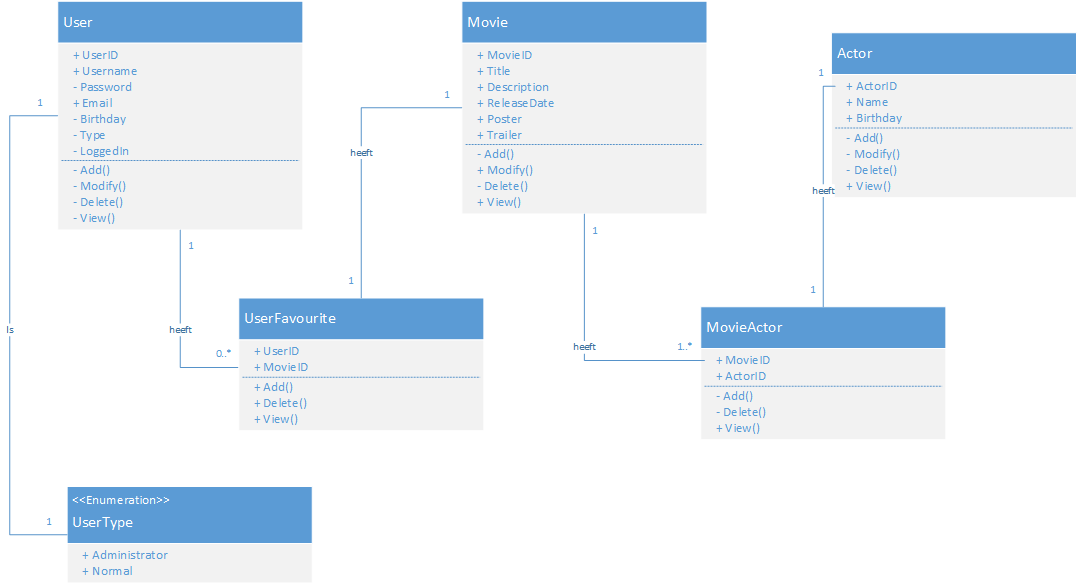 User
+ UserID
+ Username
- Password
+ Email
- Birthday
- Type
- LoggedIn
- Add()
- Modify()
- Delete()
- View()
Movie
+ MovieID
+ Title
+ Description
+ ReleaseDate
+ Poster
+ Trailer
- Add()
+ Modify()
- Delete()
+ View()
Actor
+ ActorID
+ Name
+ Birthday
- Add()
- Modify()
- Delete()
+ View()
1
1
1
heeft
heeft
1
1
1
1
Is
heeft
0..*
heeft
1..*
UserFavourite
+ UserID
+ MovieID
+ Add()
+ Delete()
+ View()
MovieActor
+ MovieID
+ ActorID
- Add()
- Delete()
+ View()
1
<<Enumeration>>
UserType
+ Administrator
+ Normal